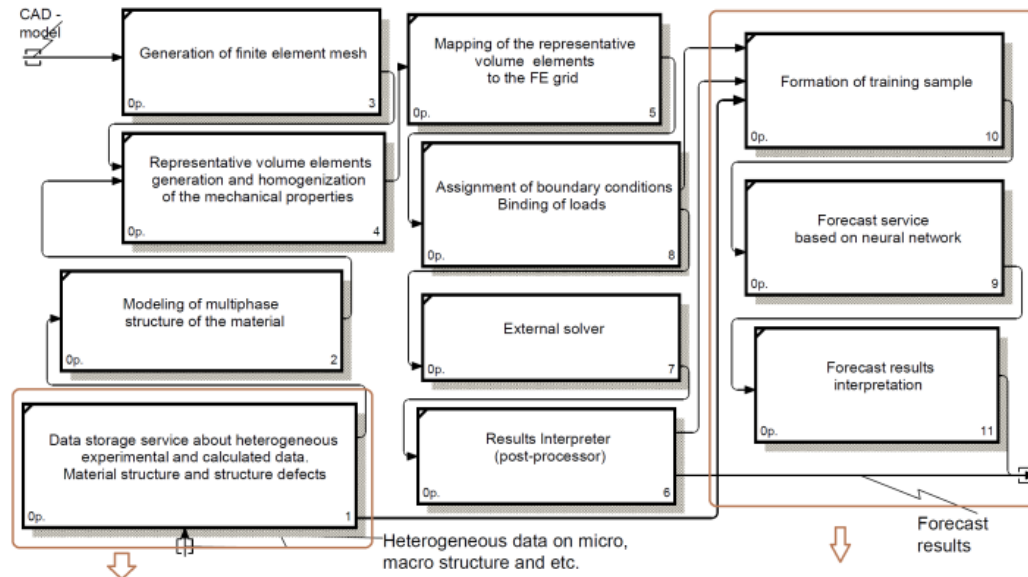 CAD -
model
Generation of finite element mesh
0p.
3
Representative volume elements
generation and homogenization
of the mechanical properties
0p.
4
Modeling of multiphase
structure of the material
0p.
2
Data storage service about heterogeneous
experimental and calculated data.
Material structure and structure defects
0p.
1
Mapping of the representative
volume elements
to the FE grid
0p.
5
Assignment of boundary conditions
Binding of loads
0p.
8
External solver
0p.
7
Results Interpreter
(post-processor)
0p.
6
Heterogeneous data on micro,
macro structure and etc.
Formation of training sample
0p.
10
Forecast service
based on neural network
0p.
9
Forecast results
interpretation
0p.
11
Forecast
results